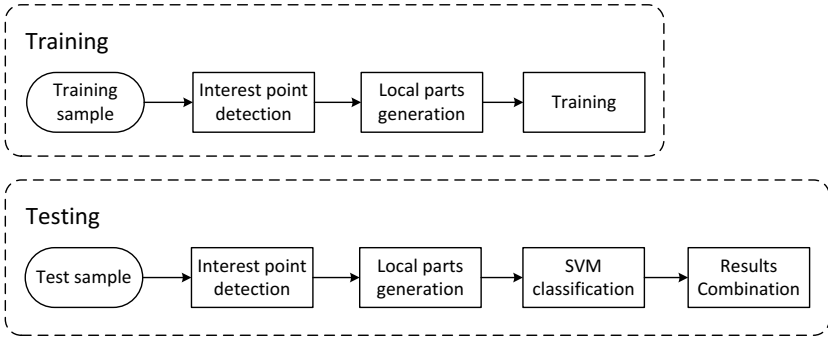 Training
Training
sample
Interest point
detection
Local parts
generation
Training
Testing
Test sample
Interest point
detection
Local parts
generation
SVM
classification
Results
Combination